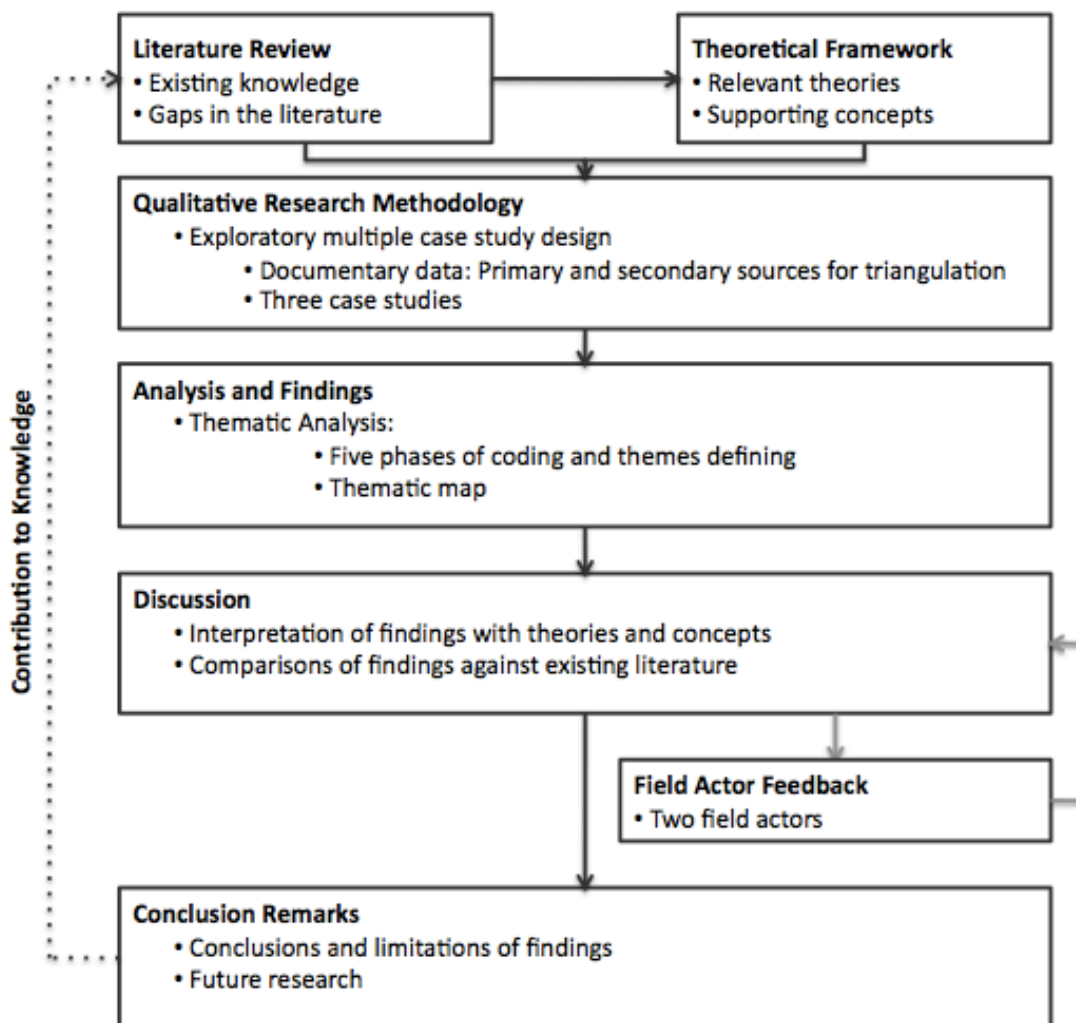 Literature Review
• Existing knowledge
• Gaps in the literature
Theoretical Framework
• Relevant theories
• Supporting concepts
Qualitative Research Methodology
• Exploratory multiple case study design
• Documentary data: Primary and secondary sources for triangulation
• Three case studies
Analysis and Findings
• Thematic Analysis:
• Five phases of coding and themes defining
• Thematic map
Contribution to Knowledge
Discussion
• Interpretation of findings with theories and concepts
• Comparisons of findings against existing literature
Field Actor Feedback
• Two field actors
Conclusion Remarks
• Conclusions and limitations of findings
• Future research